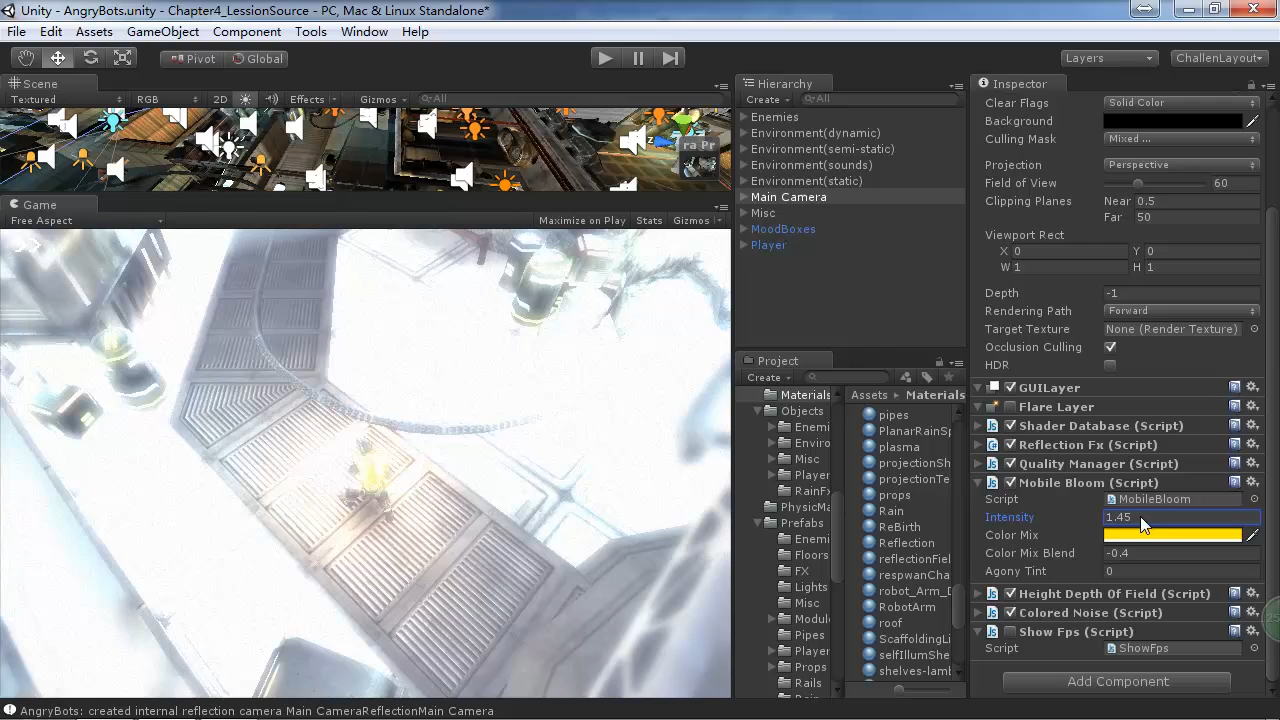 Unity - AngryBots.unity - Chapter4_LessionSource - PC, Mac & Linux Standalone*
File Edit Assets GameObject Component Tools Window Help
Pivot Global Layers ChallenLayout
Scene
Textured RGB 2D Effects Gizmos All
ra Pr
Game
Free Aspect Maximize on Play Stats Gizmos
Hierarchy
Create All
Enemies
Environment(dynamic)
Environment(semi-static)
Environment(sounds)
Environment(static)
Main Camera
Misc
MoodBoxes
Player
Project
Create
Materials
Objects
Enemi
Enviro
Misc
Player
RainFx
PhysicMa
Prefabs
Enemi
Floors
FX
Lights
Misc
Modul
Pipes
Player
Props
Rails
Assets Materials
pipes
PlanarRainSp
plasma
projectionSh
projectionTe
props
Rain
ReBirth
Reflection
reflectionFiel
respwanCha
robot_Arm_D
RobotArm
roof
ScaffoldingLi
selfIllumShe
shelves-lamb
Inspector
Clear Flags Solid Color
Background
Culling Mask Mixed ...
Projection Perspective
Field of View 60
Clipping Planes Near 0.5
Far 50
Viewport Rect
X 0 Y 0
W 1 H 1
Depth -1
Rendering Path Forward
Target Texture None (Render Texture)
Occlusion Culling
HDR
GUILayer
Flare Layer
Shader Database (Script)
Reflection Fx (Script)
Quality Manager (Script)
Mobile Bloom (Script)
Script MobileBloom
Intensity 1.45
Color Mix
Color Mix Blend -0.4
Agony Tint 0
Height Depth Of Field (Script)
Colored Noise (Script)
Show Fps (Script)
Script ShowFps
Add Component
AngryBots: created internal reflection camera Main CameraReflectionMain Camera